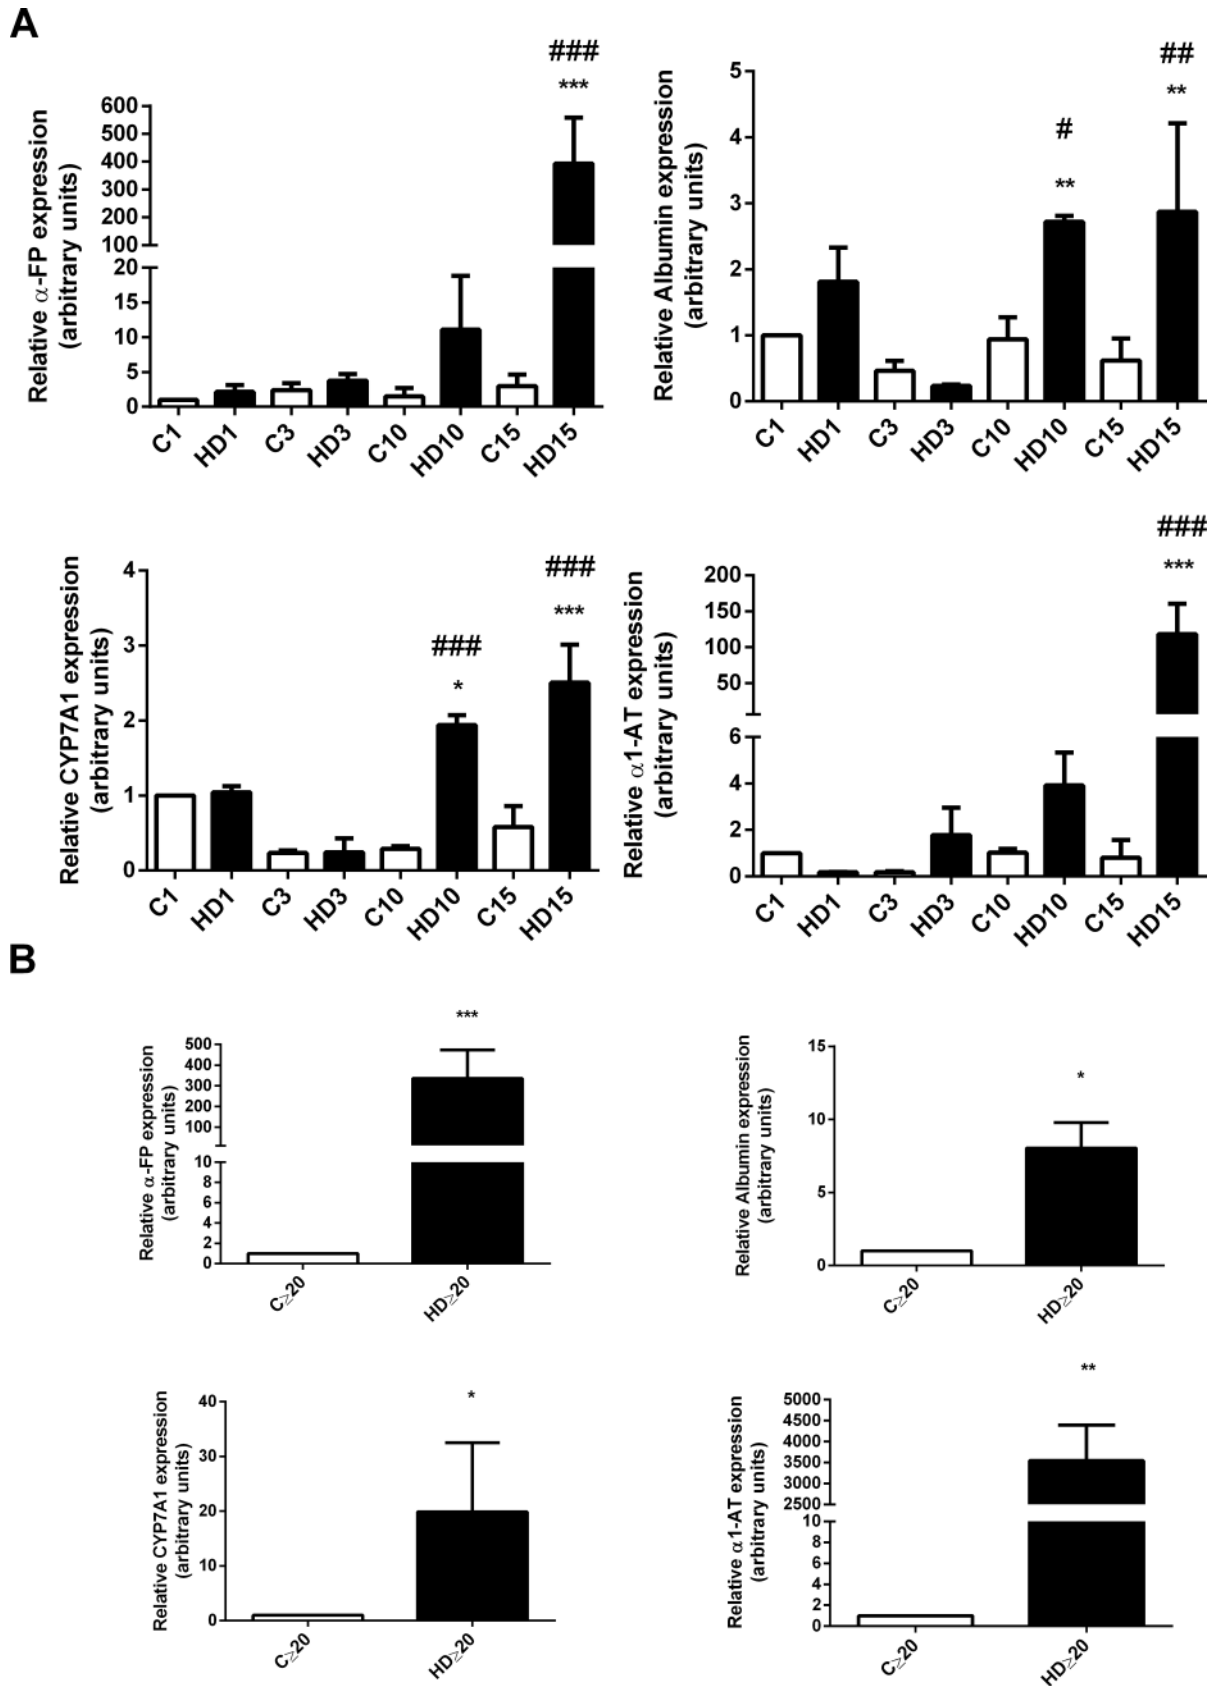 A
###
***
Relative α-FP expression
(arbitrary units)
600
500
400
300
200
100
20
15
10
5
0
C1
HD1
C3
HD3
C10
HD10
C15
HD15
##
**
#
**
Relative Albumin expression
(arbitrary units)
5
4
3
2
1
0
C1
HD1
C3
HD3
C10
HD10
C15
HD15
###
***
###
*
Relative CYP7A1 expression
(arbitrary units)
4
3
2
1
0
C1
HD1
C3
HD3
C10
HD10
C15
HD15
###
***
Relative α1-AT expression
(arbitrary units)
200
150
100
50
6
4
2
0
C1
HD1
C3
HD3
C10
HD10
C15
HD15
B
***
Relative α-FP expression
(arbitrary units)
500
400
300
200
100
10
8
6
4
2
0
C≥20
HD≥20
*
Relative Albumin expression
(arbitrary units)
15
10
5
0
C≥20
HD≥20
*
Relative CYP7A1 expression
(arbitrary units)
40
30
20
10
0
C≥20
HD≥20
**
Relative α1-AT expression
(arbitrary units)
5000
4500
4000
3500
3000
2500
10
8
6
4
2
0
C≥20
HD≥20